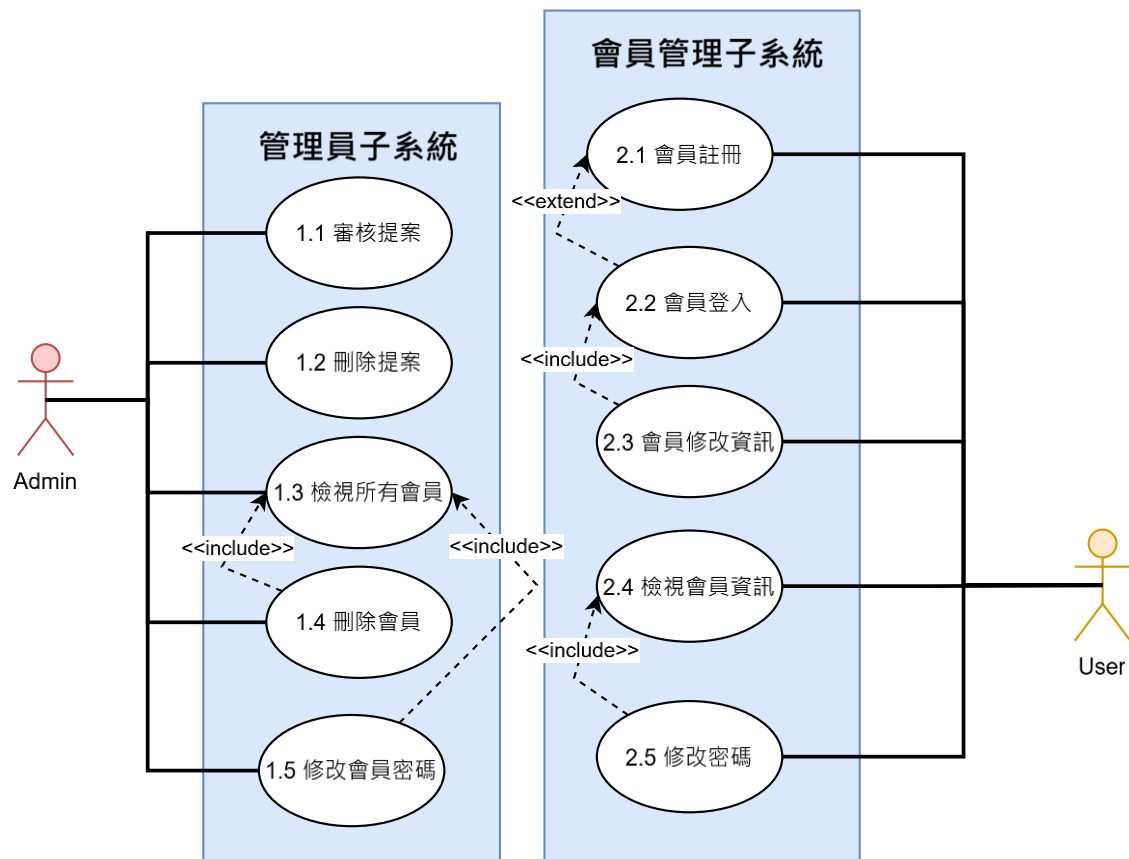 會員管理子系統
管理員子系統
2.1 會員註冊
<<extend>>
1.1 審核提案
2.2 會員登入
<<include>>
1.2 刪除提案
2.3 會員修改資訊
Admin
1.3 檢視所有會員
<<include>>
<<include>>
2.4 檢視會員資訊
1.4 刪除會員
<<include>>
User
2.5 修改密碼
1.5 修改會員密碼